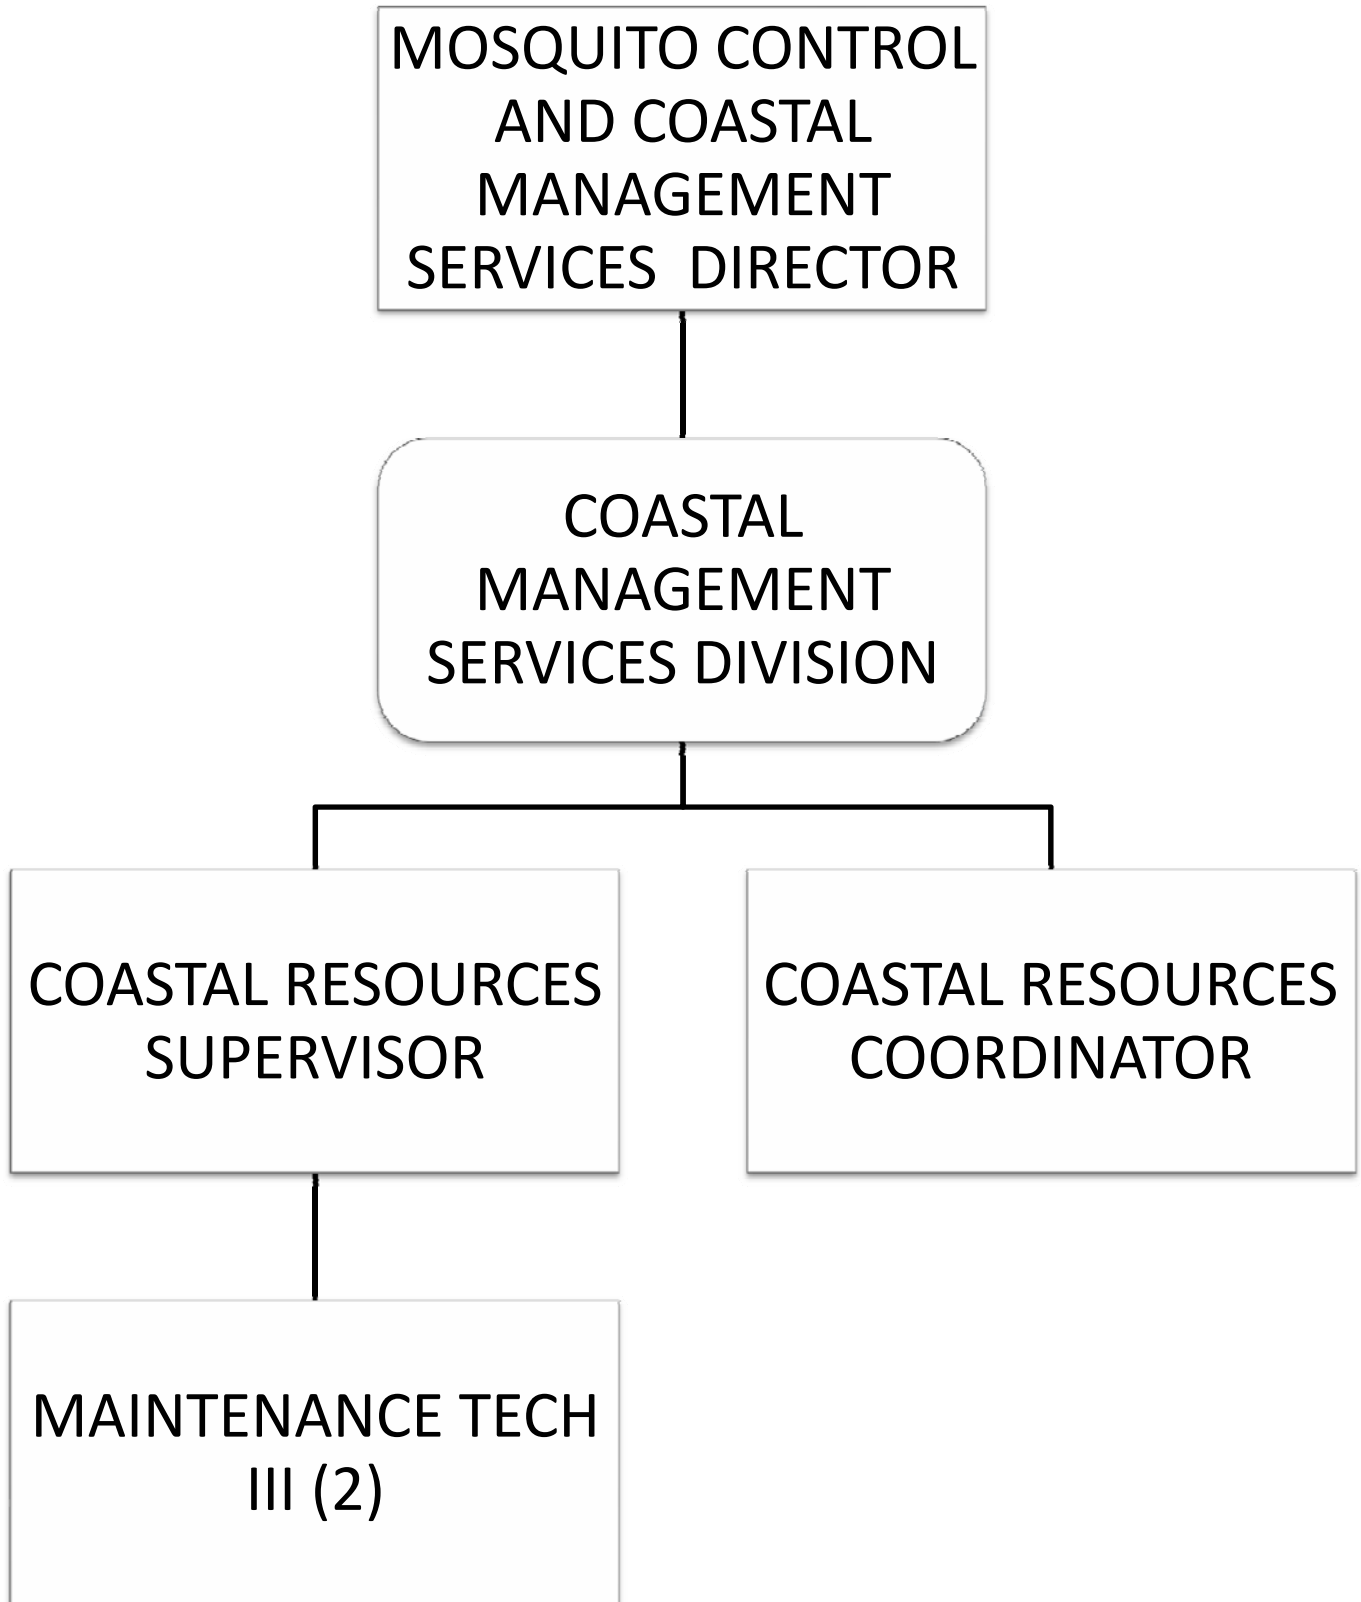 MOSQUITO CONTROL
AND COASTAL
MANAGEMENT
SERVICES  DIRECTOR
COASTAL
MANAGEMENT
SERVICES DIVISION
COASTAL RESOURCES
SUPERVISOR
COASTAL RESOURCES
COORDINATOR
MAINTENANCE TECH
III (2)